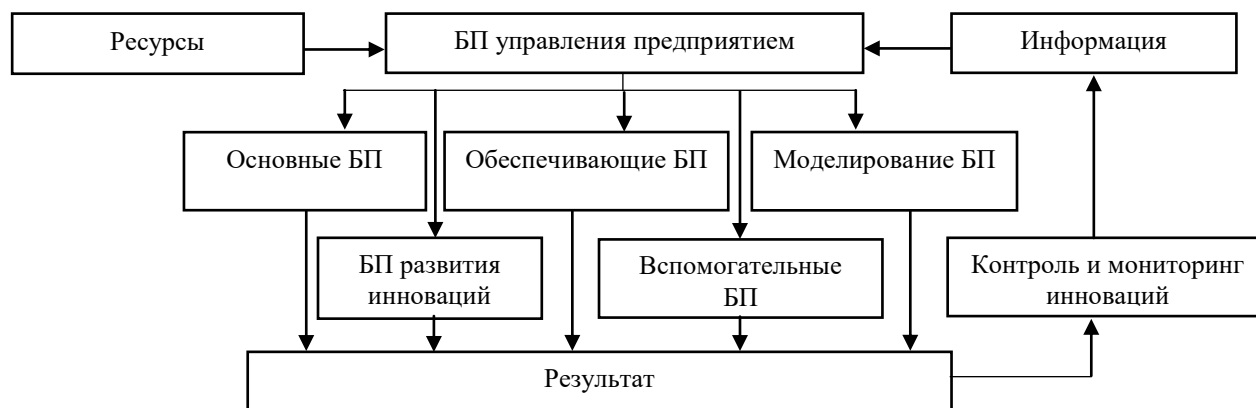 Ресурсы
БП управления предприятием
Информация
Основные БП
Обеспечивающие БП
Моделирование БП
БП развития
инноваций
Вспомогательные
БП
Контроль и мониторинг
инноваций
Результат